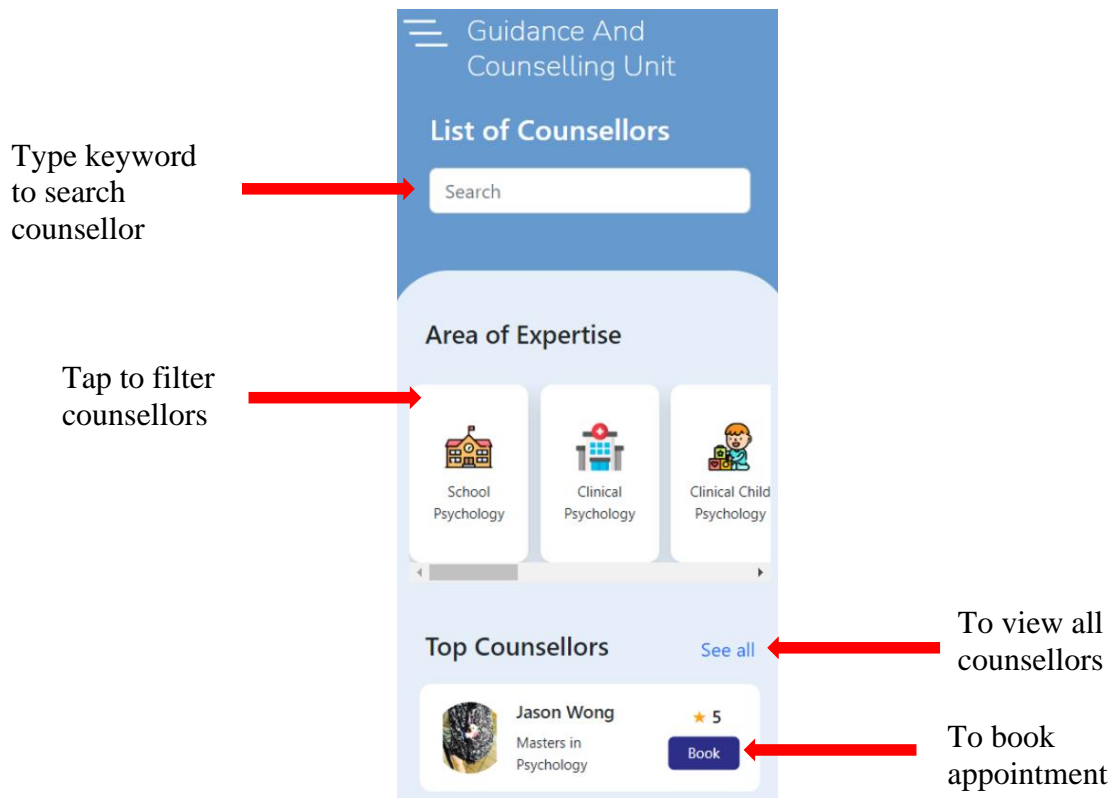 Guidance And
Counselling Unit
List of Counsellors
Type keyword
to search
counsellor
Search
Area of Expertise
Tap to filter
counsellors
School
Psychology
Clinical
Psychology
Clinical Child
Psychology
Top Counsellors
See all
To view all
counsellors
Jason Wong
Masters in
Psychology
5
Book
To book
appointment